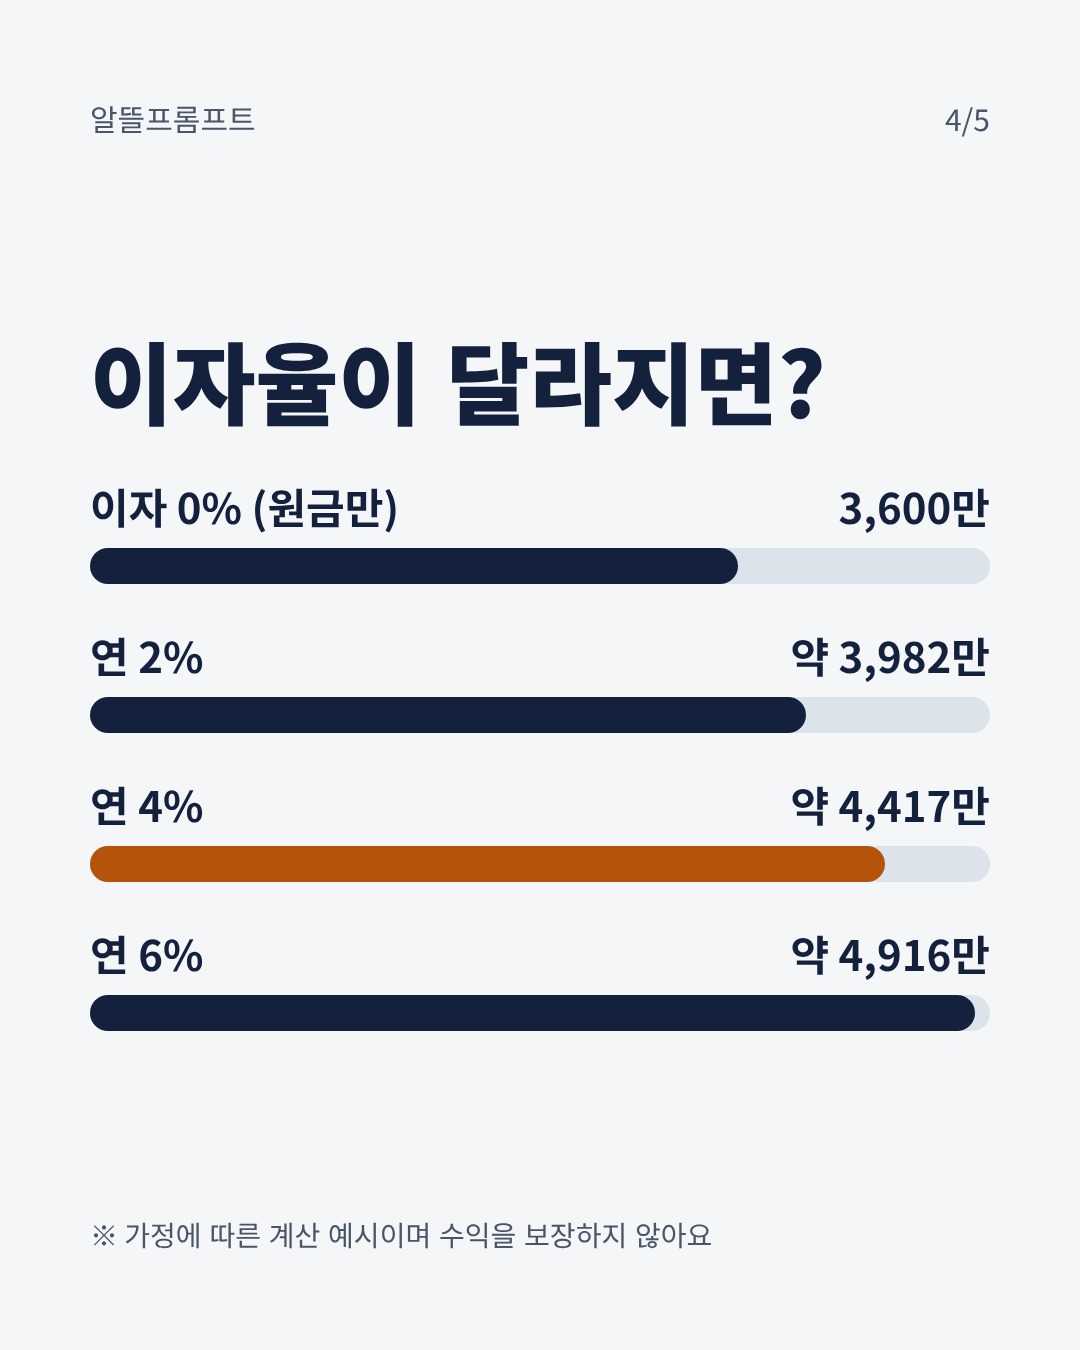 알뜰프롬프트
4/5
이자율이 달라지면?
이자 0% (원금만) 3,600만
연 2% 약 3,982만
연 4% 약 4,417만
연 6% 약 4,916만
※ 가정에 따른 계산 예시이며 수익을 보장하지 않아요